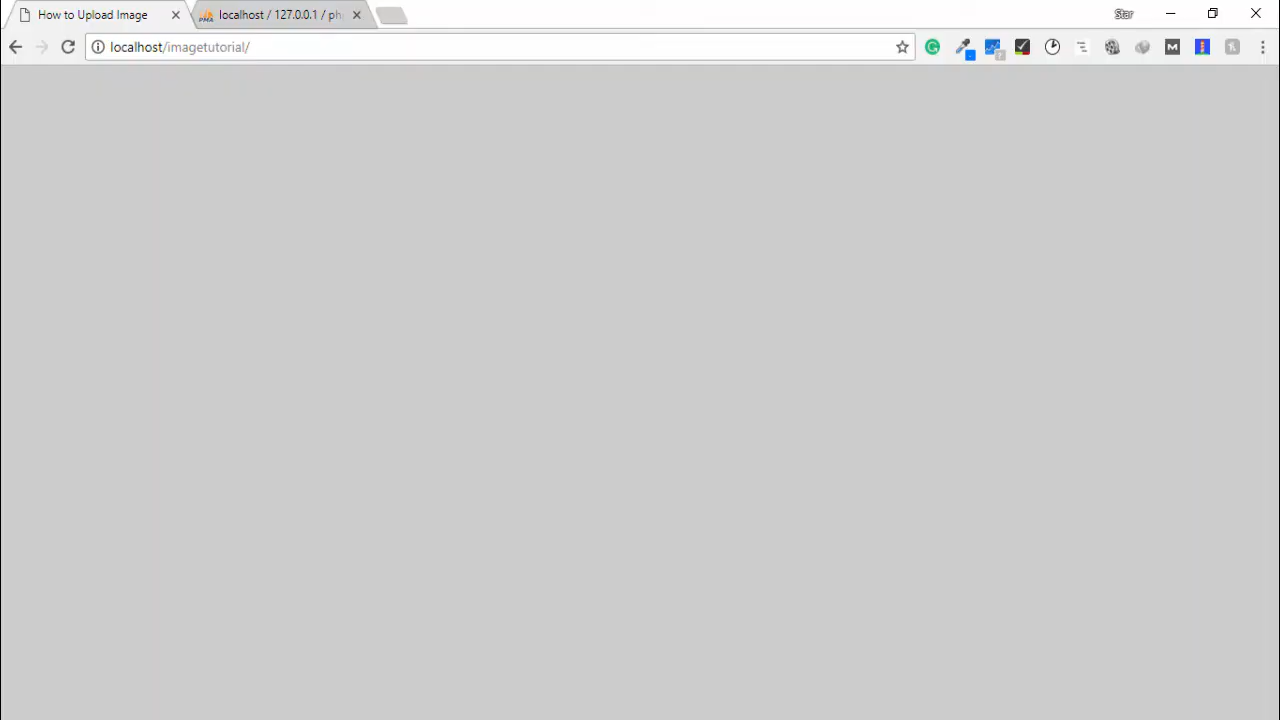 How to Upload Image
localhost / 127.0.0.1 / ph
Star
localhost/imagetutorial/